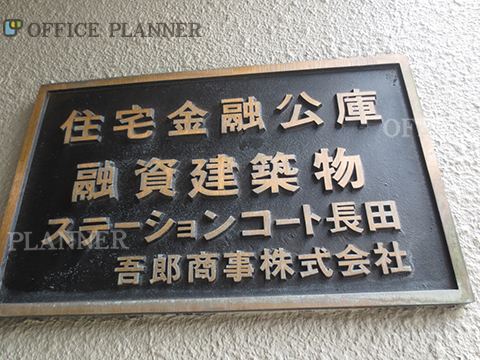 OFFICE PLANNER
住宅金融公庫
融資建築物
ステーションコート長田
吾郎商事株式会社
OF
PLANNER